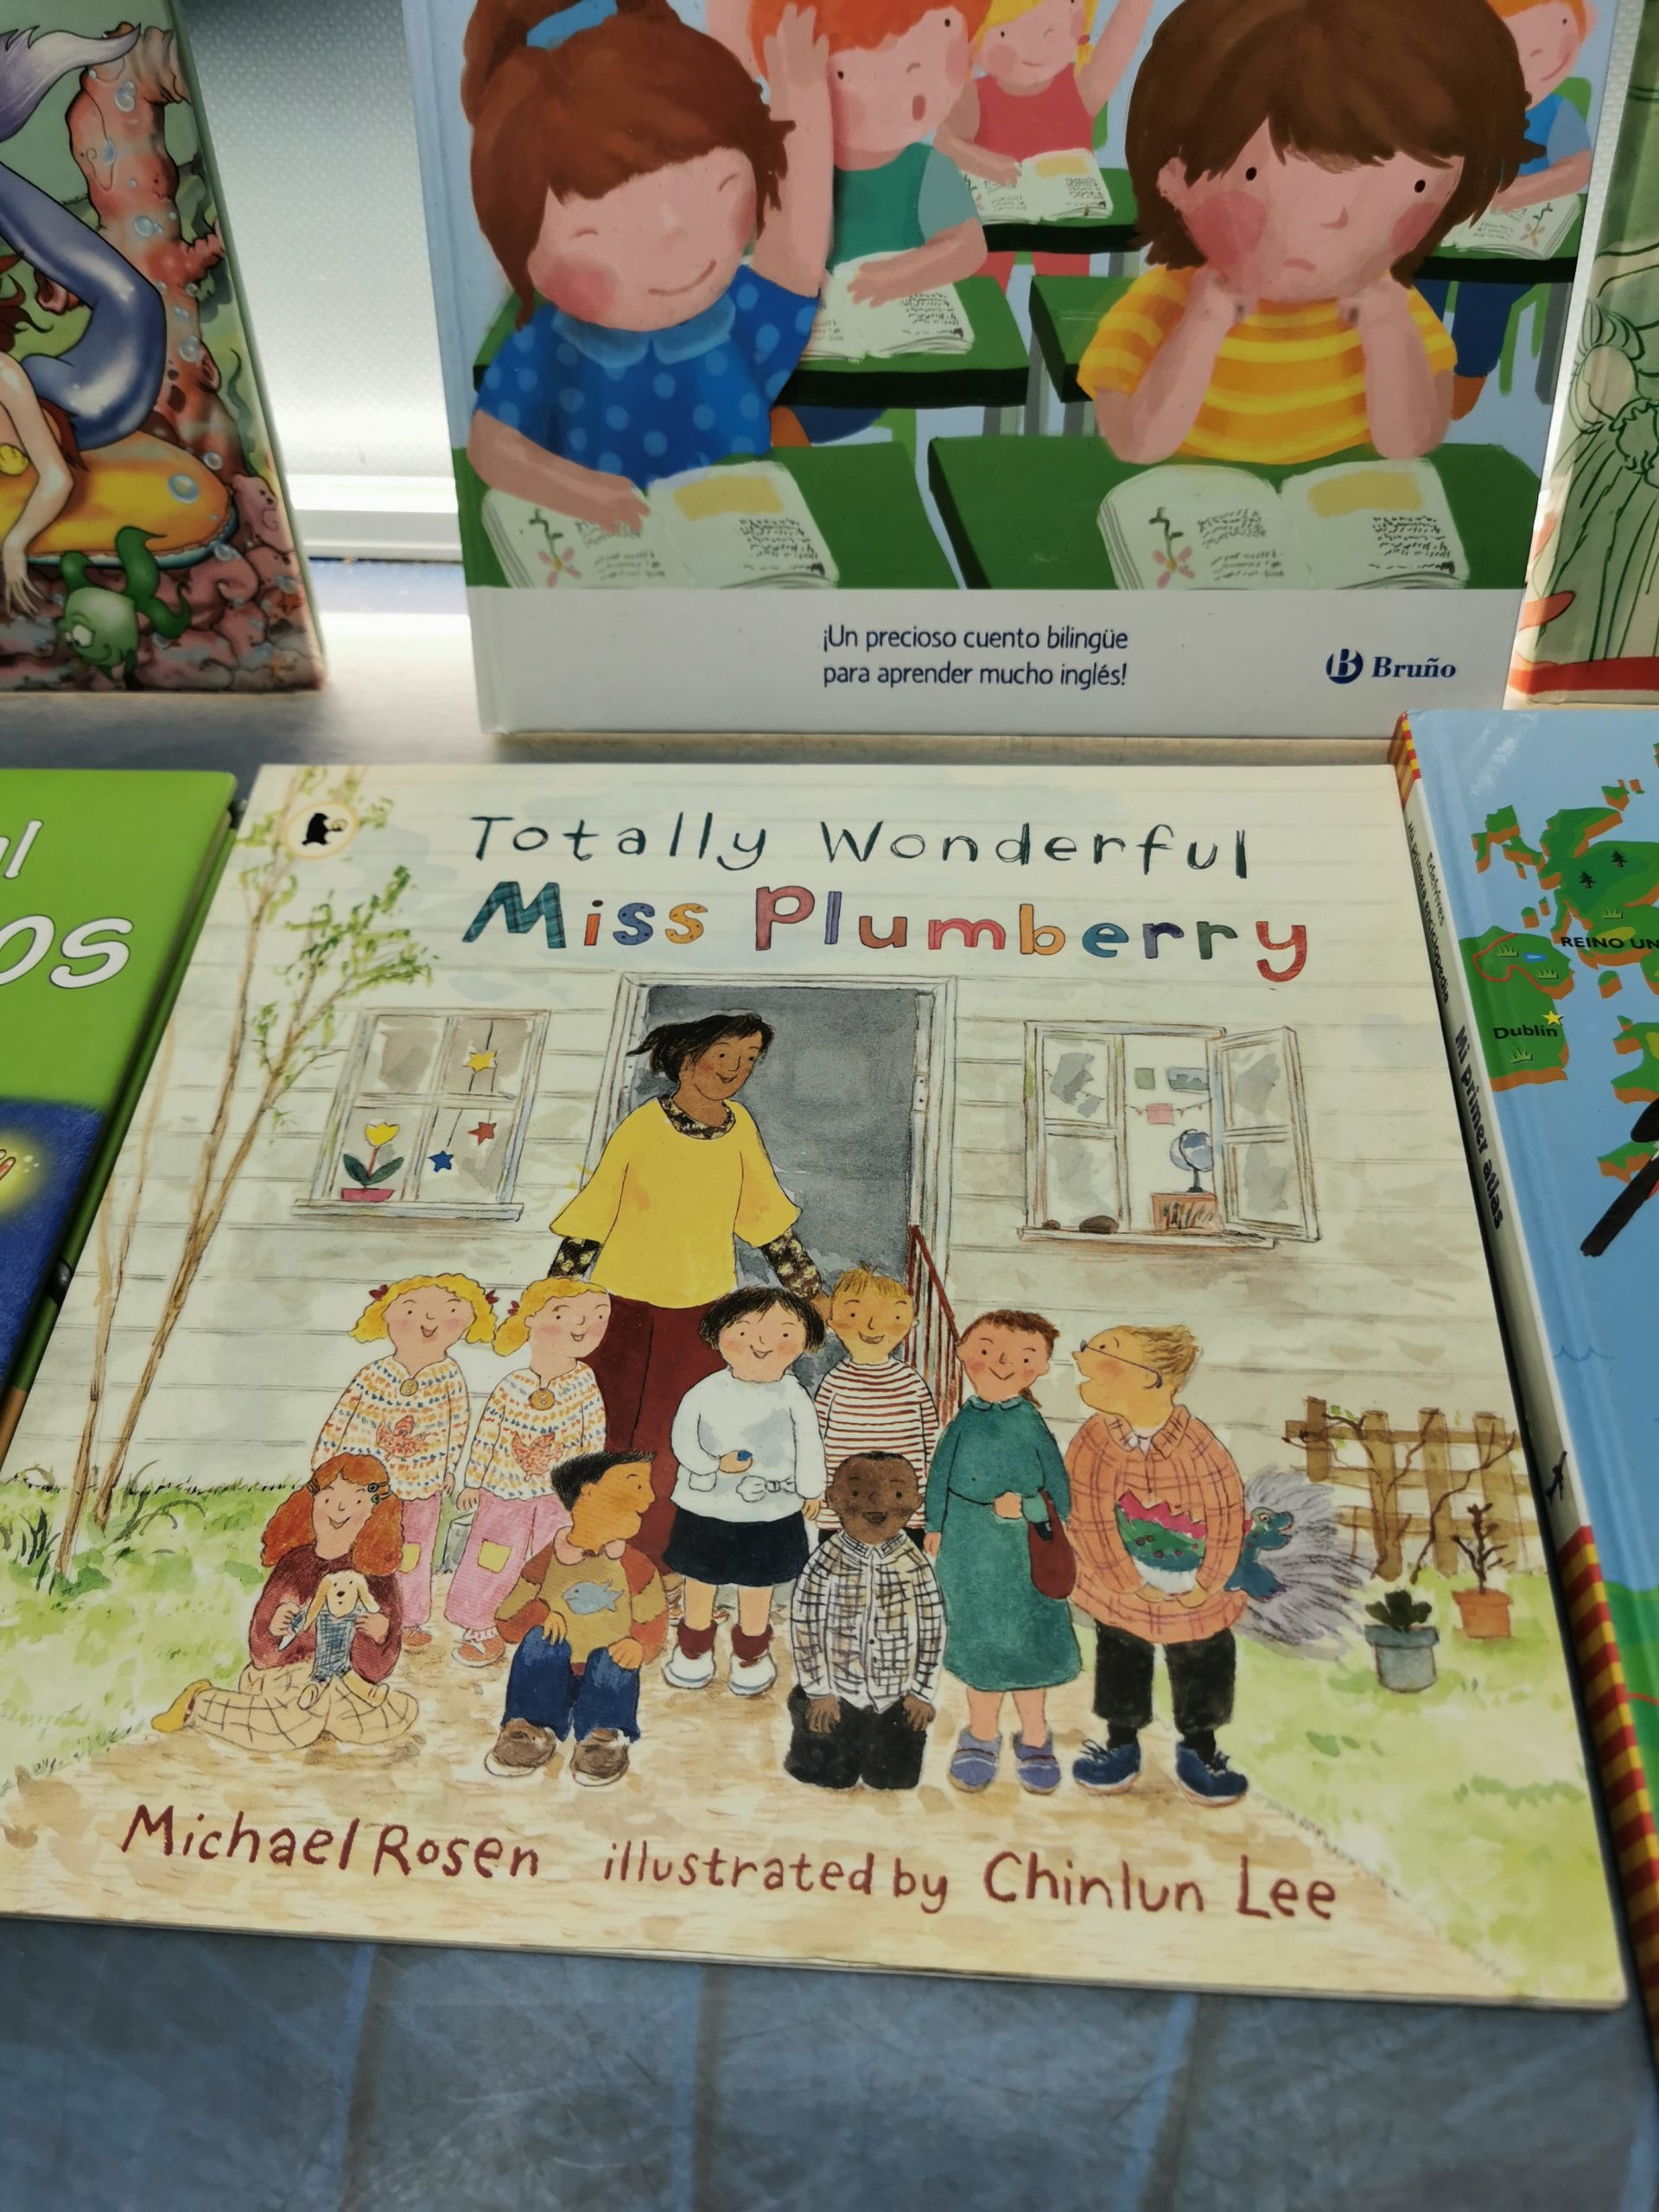 ¡Un precioso cuento bilingüe
para aprender mucho inglés!
Bruño
Totally Wonderful
Miss Plumberry
Michael Rosen illustrated by Chinlun Lee
os
REINO UN
Dublín
Mi primer atlas